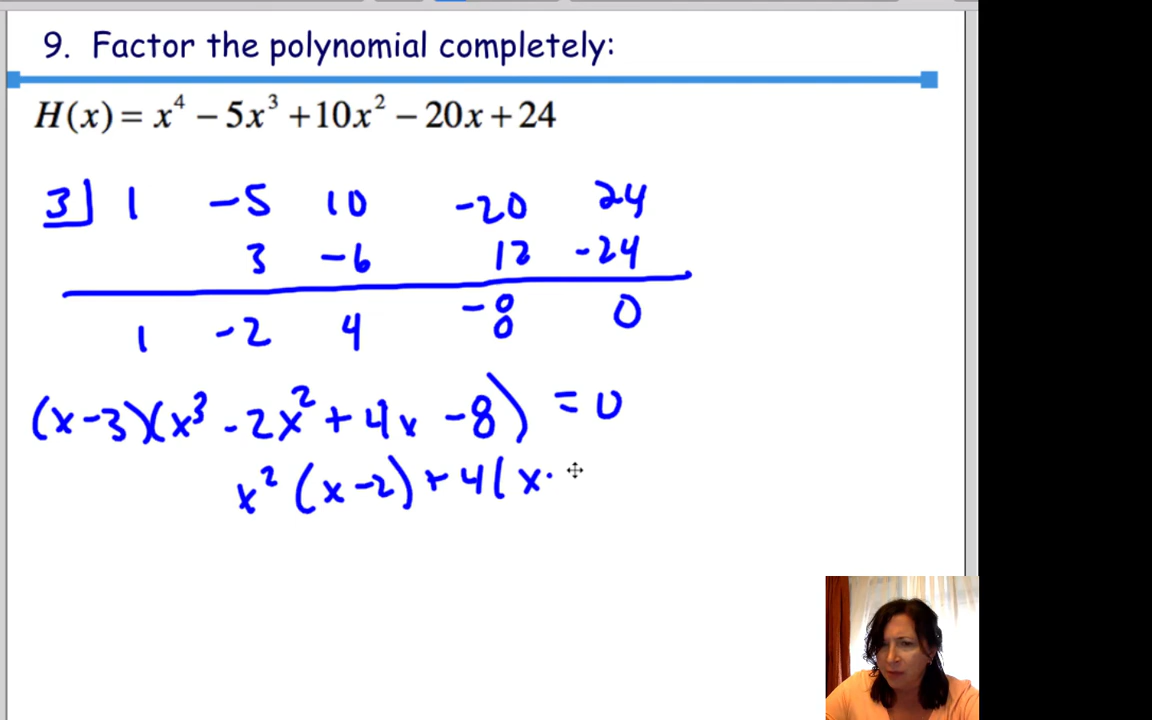 9. Factor the polynomial completely:
H(x) = x⁴ − 5x³ + 10x² − 20x + 24
3 1 −5 10 −20 24
3 −6 12 −24
1 −2 4 −8 0
(x−3)(x³ − 2x² + 4x − 8) = 0
x² (x−2) + 4(x